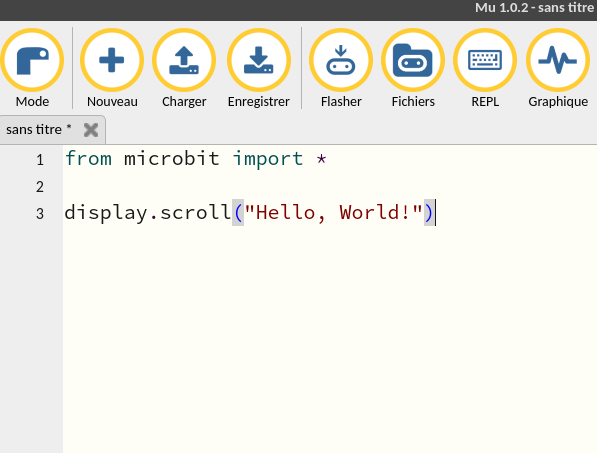 Mu 1.0.2 - sans titre
Mode Nouveau Charger Enregistrer Flasher Fichiers REPL Graphique
sans titre *
1 from microbit import *
2
3 display.scroll("Hello, World!")